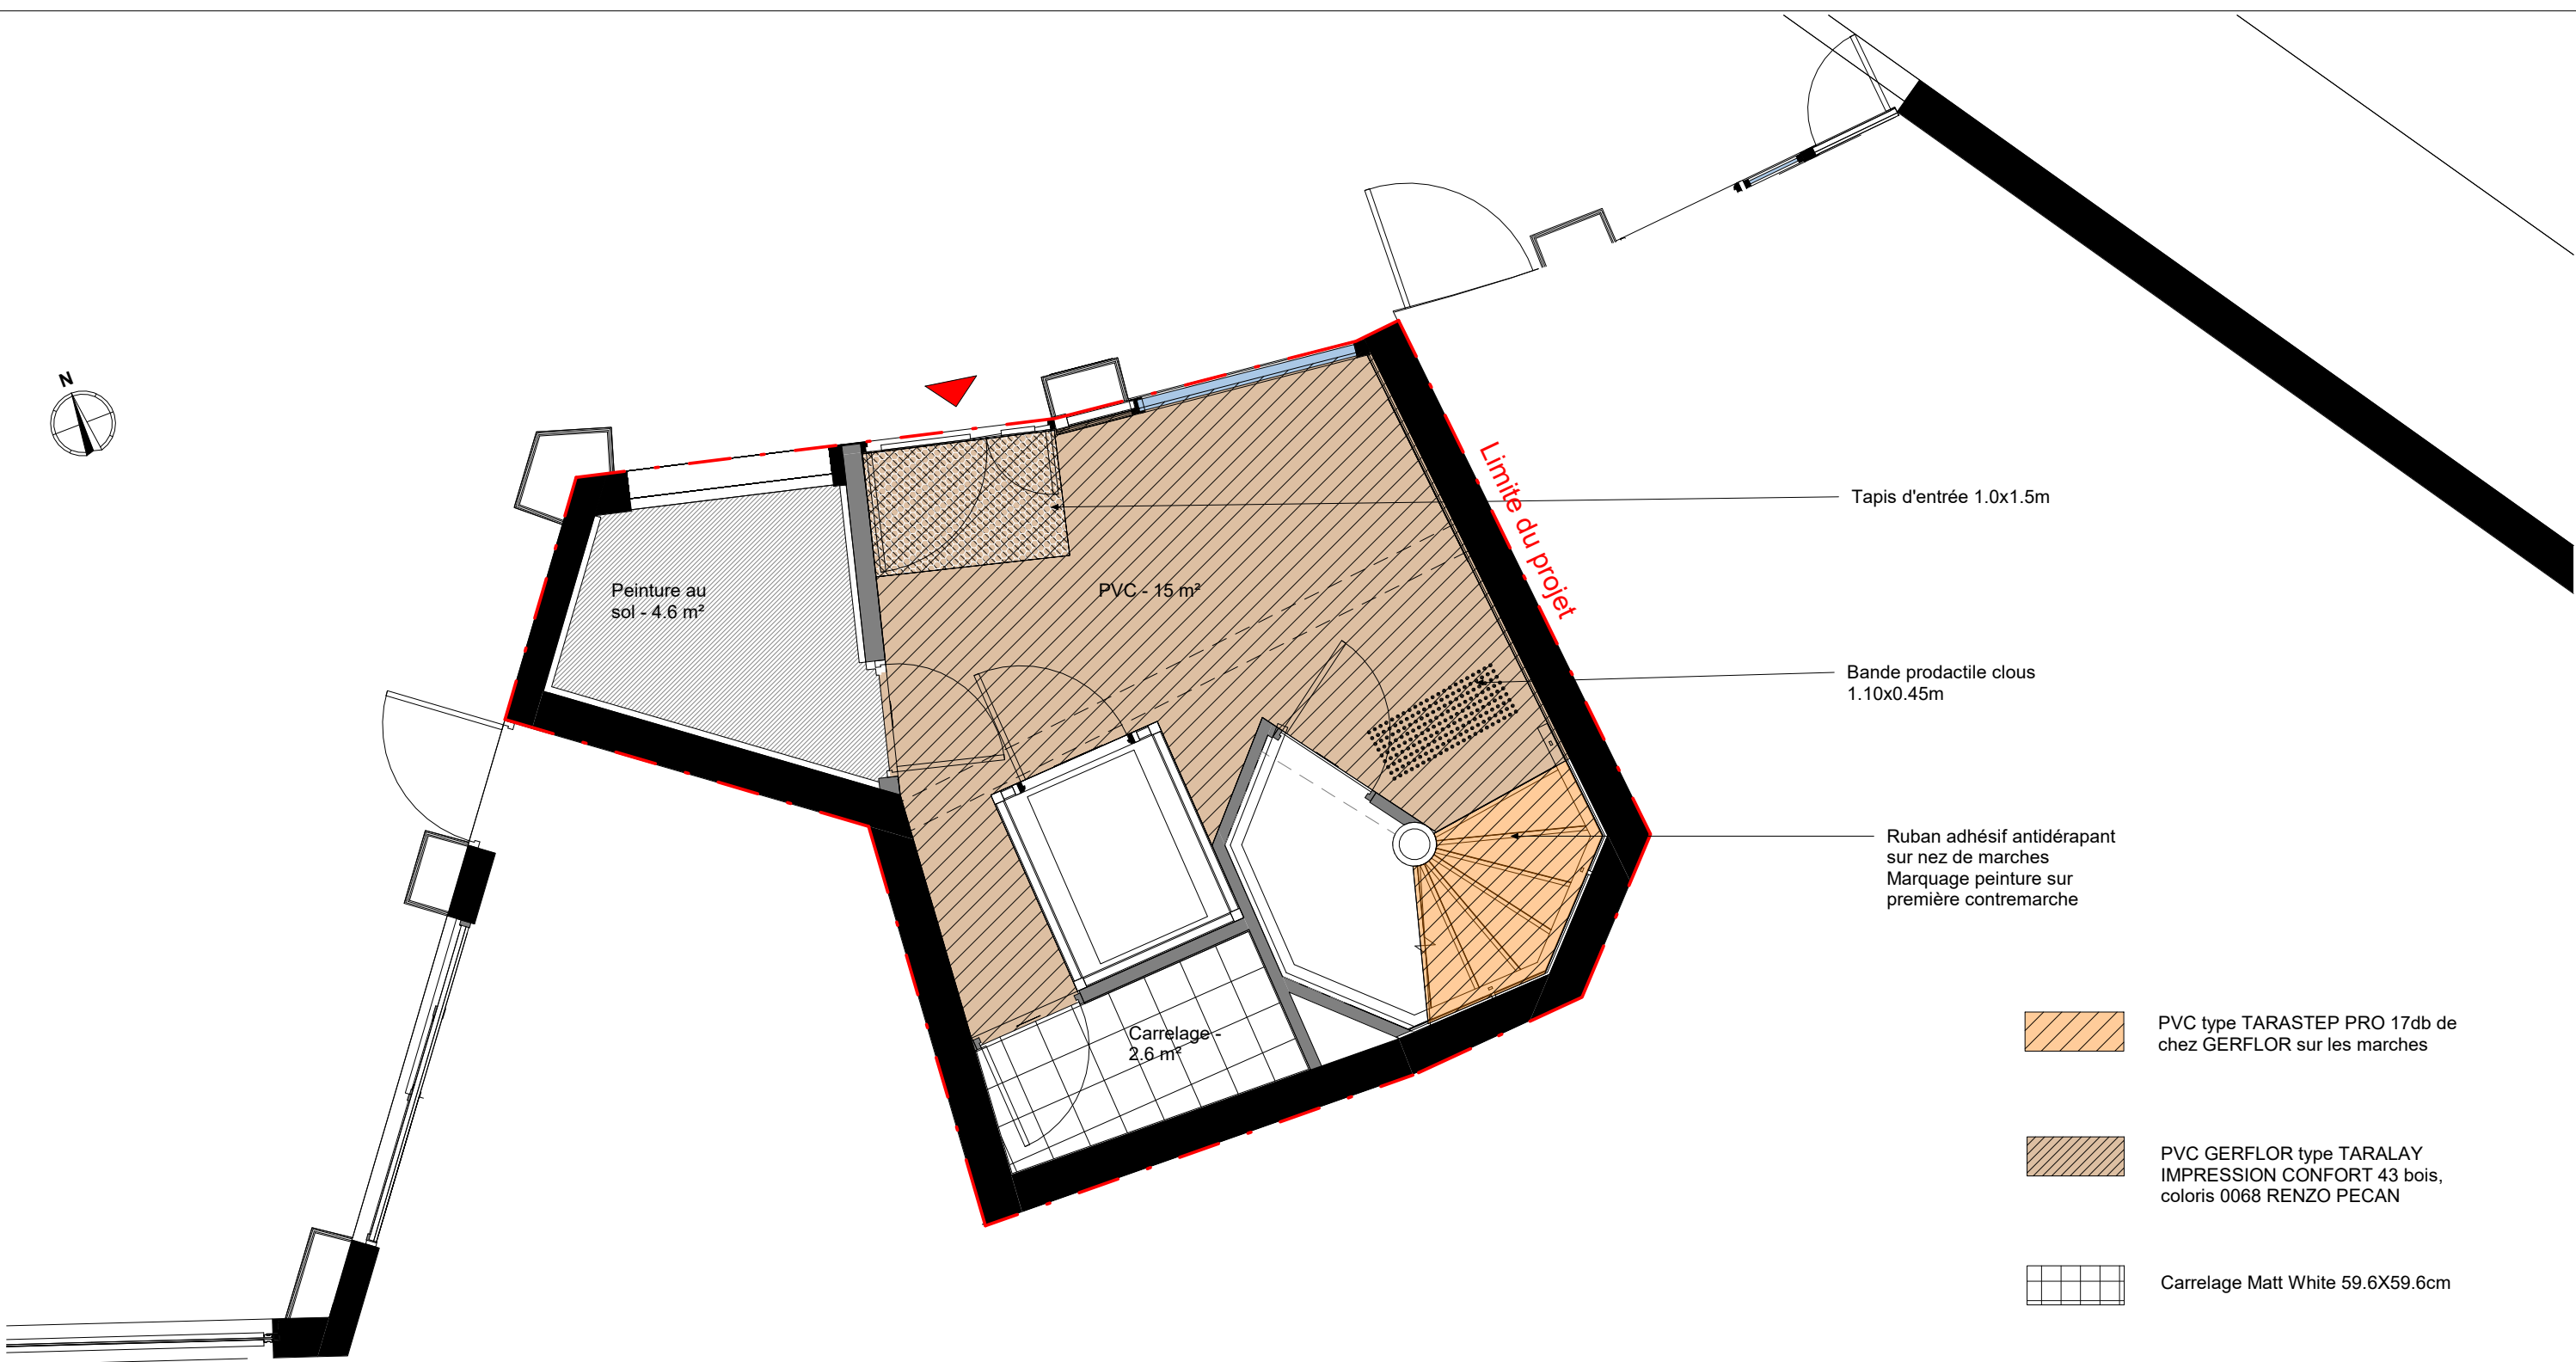 N
Limite du projet
Tapis d'entrée 1.0x1.5m
Peinture au
sol - 4.6 m²
PVC - 15 m²
Bande prodactile clous
1.10x0.45m
Ruban adhésif antidérapant
sur nez de marches
Marquage peinture sur
première contremarche
Carrelage -
2.6 m²
PVC type TARASTEP PRO 17db de
chez GERFLOR sur les marches
PVC GERFLOR type TARALAY
IMPRESSION CONFORT 43 bois,
coloris 0068 RENZO PECAN
Carrelage Matt White 59.6X59.6cm